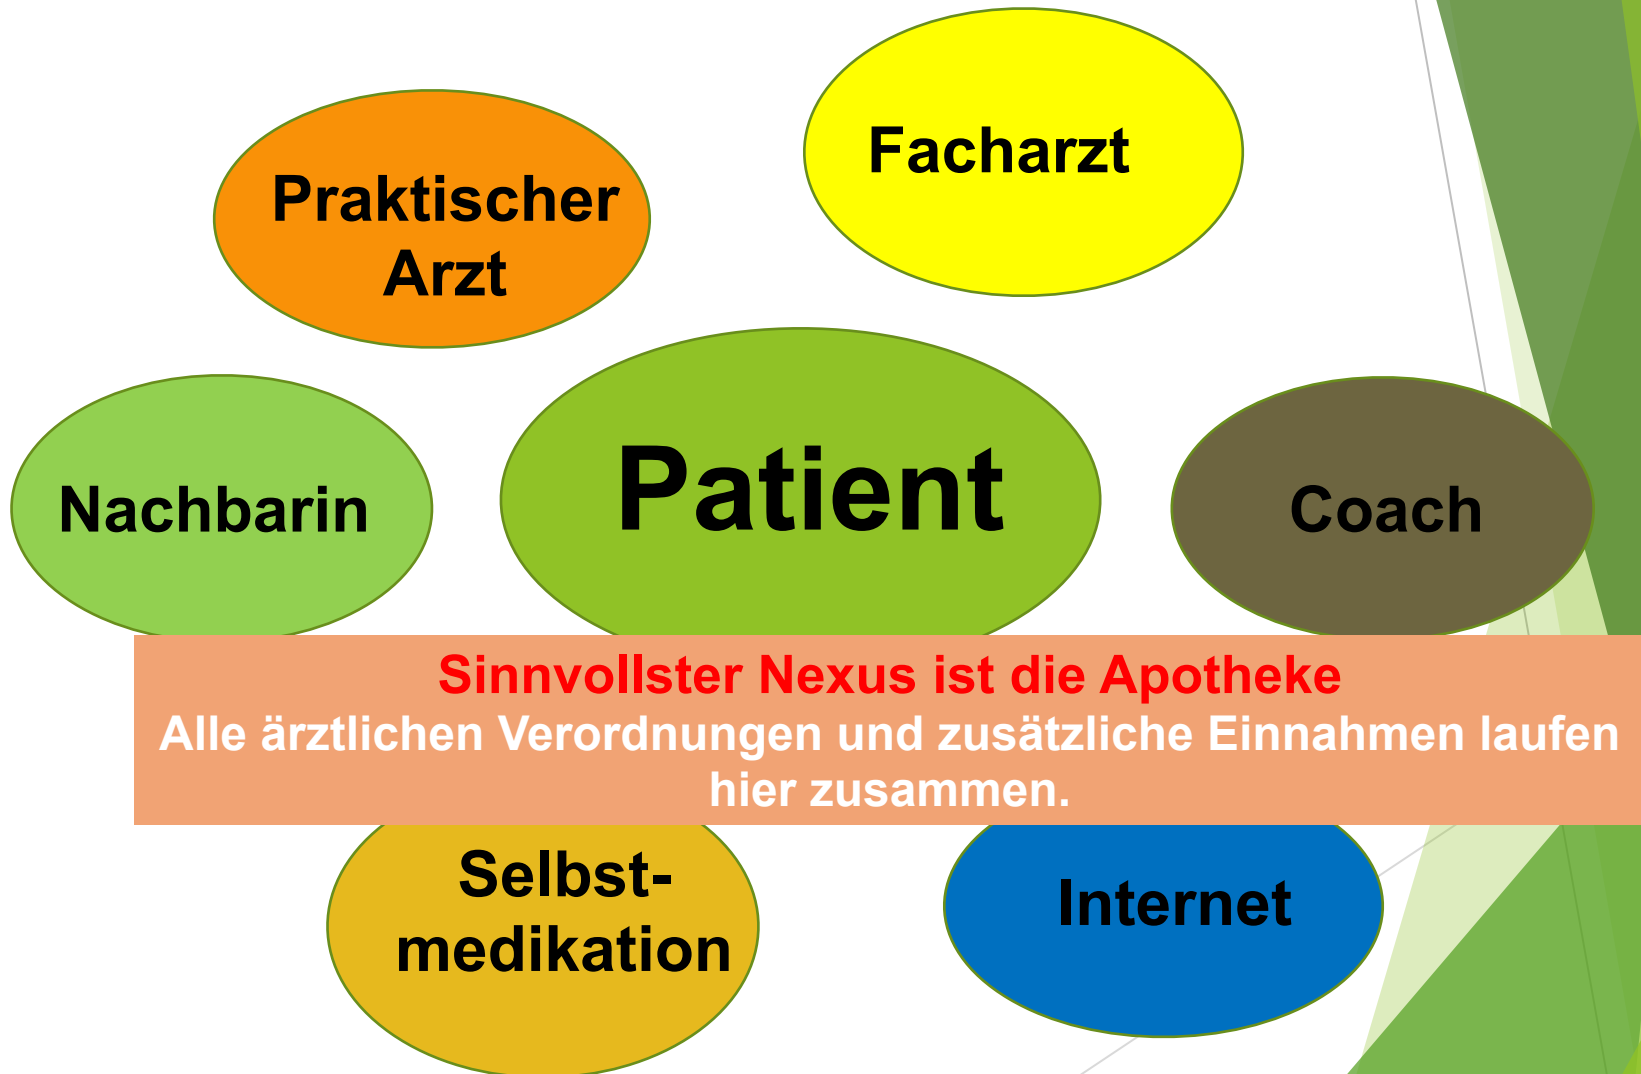 Facharzt
Praktischer
Arzt
Patient
Nachbarin
Coach
Sinnvollster Nexus ist die Apotheke
Alle ärztlichen Verordnungen und zusätzliche Einnahmen laufen
hier zusammen.
Selbst-
medikation
Internet